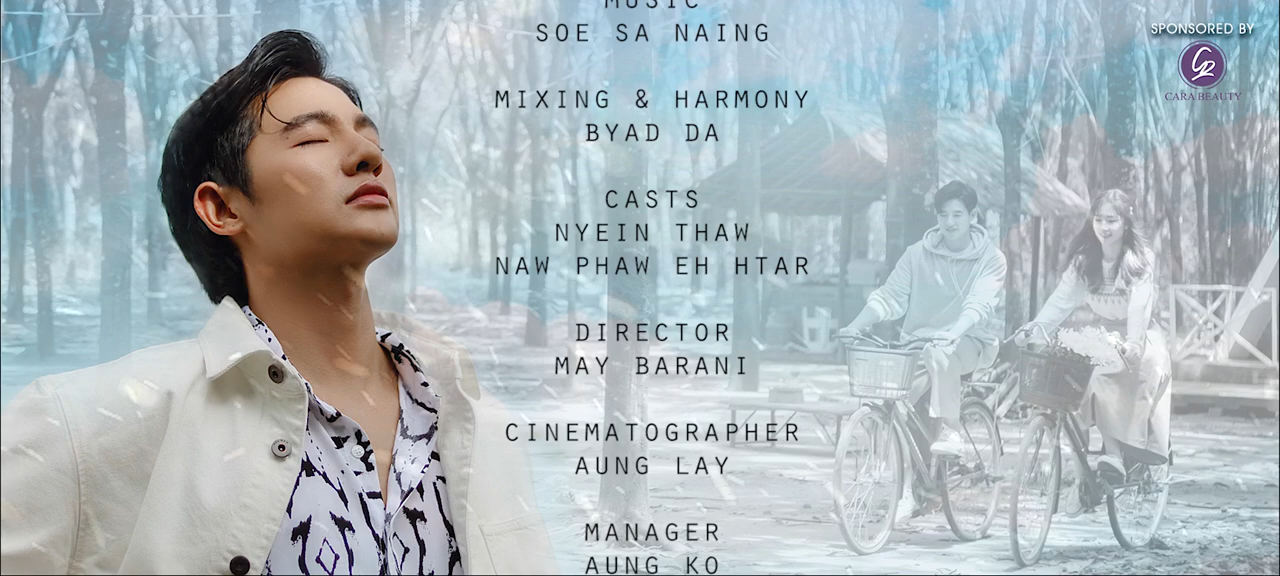 MUSIC
SOE SA NAING
MIXING & HARMONY
BYAD DA
CASTS
NYEIN THAW
NAW PHAW EH HTAR
DIRECTOR
MAY BARANI
CINEMATOGRAPHER
AUNG LAY
MANAGER
AUNG KO
SPONSORED BY
CARA BEAUTY